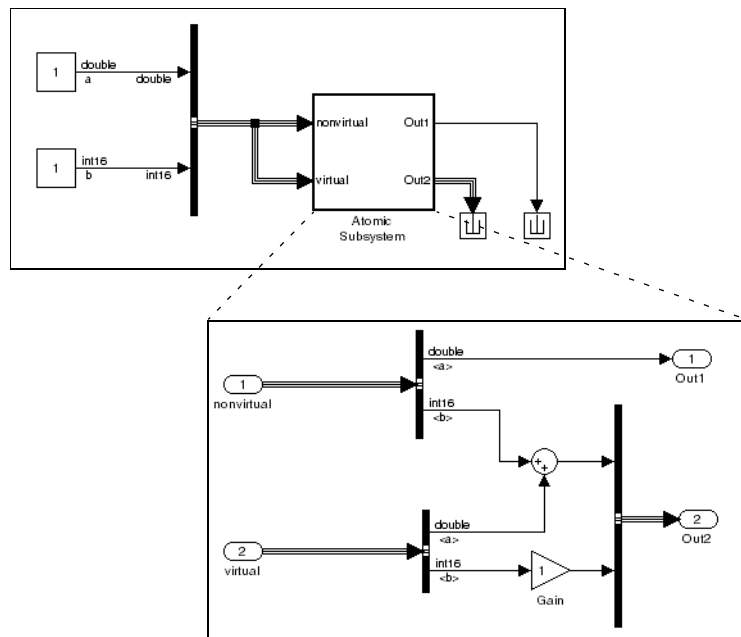 double
1
a
double
int16
1
b
int16
nonvirtual
Out1
virtual
Out2
Atomic
Subsystem
double
<a>
1
Out1
1
nonvirtual
int16
<b>
+
+
double
<a>
2
Out2
2
virtual
int16
<b>
1
Gain